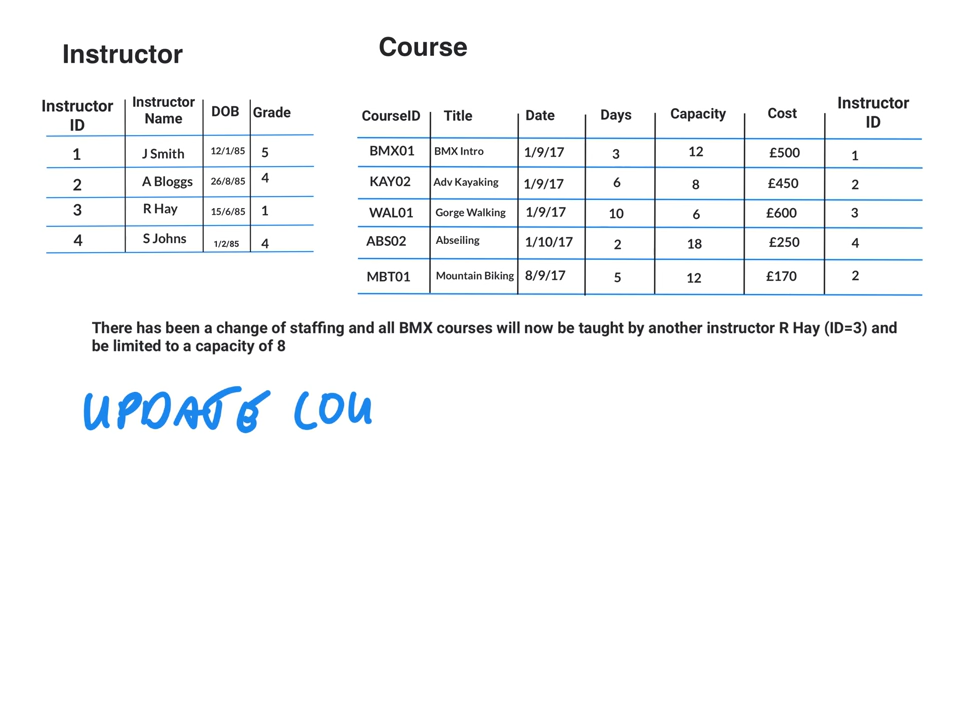 Instructor
Course
Instructor ID Instructor Name DOB Grade
1 J Smith 12/1/85 5
2 A Bloggs 26/8/85 4
3 R Hay 15/6/85 1
4 S Johns 1/2/85 4
CourseID Title Date Days Capacity Cost Instructor ID
BMX01 BMX Intro 1/9/17 3 12 £500 1
KAY02 Adv Kayaking 1/9/17 6 8 £450 2
WAL01 Gorge Walking 1/9/17 10 6 £600 3
ABS02 Abseiling 1/10/17 2 18 £250 4
MBT01 Mountain Biking 8/9/17 5 12 £170 2
There has been a change of staffing and all BMX courses will now be taught by another instructor R Hay (ID=3) and
be limited to a capacity of 8
UPDATE COU